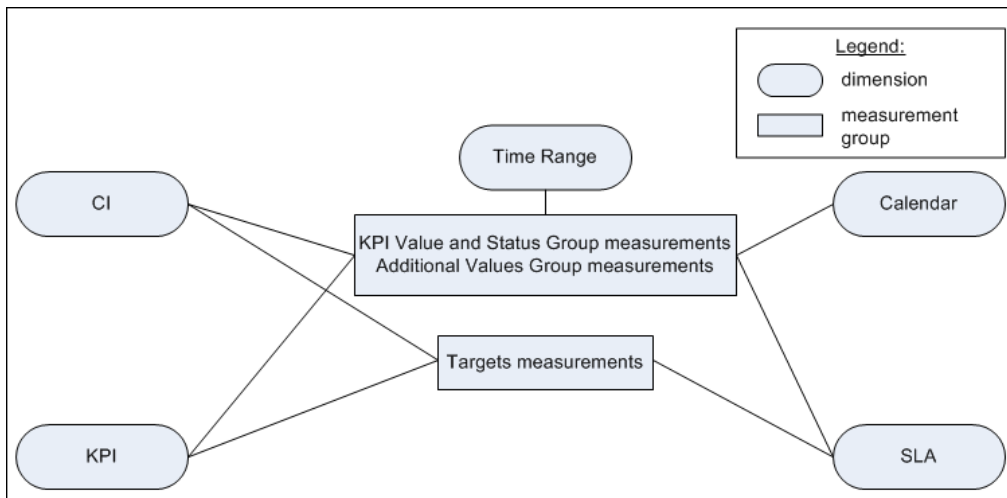 Legend:
dimension
measurement
group
Time Range
CI
Calendar
KPI Value and Status Group measurements
Additional Values Group measurements
Targets measurements
KPI
SLA